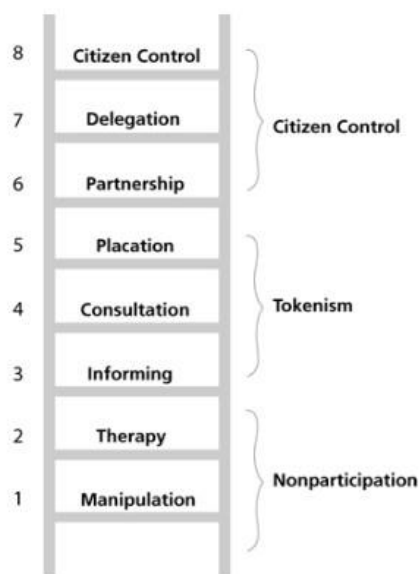 8 Citizen Control
7 Delegation
Citizen Control
6 Partnership
5 Placation
4 Consultation
Tokenism
3 Informing
2 Therapy
Nonparticipation
1 Manipulation